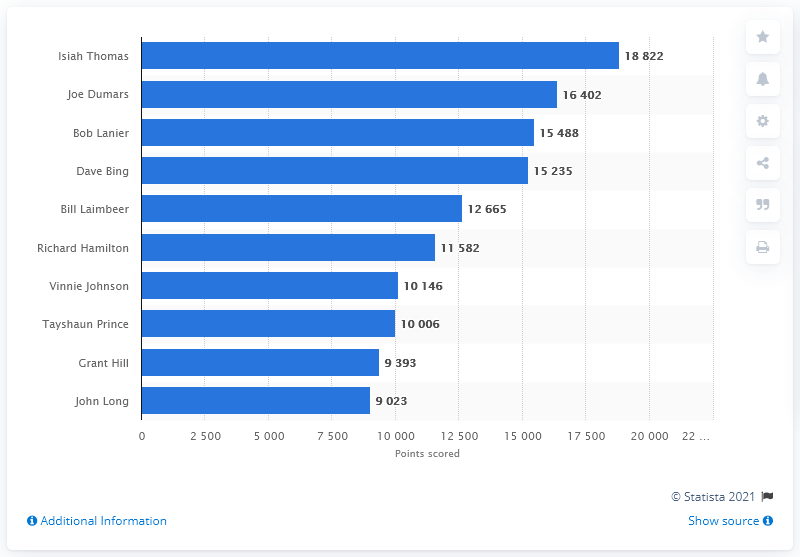 Isiah Thomas 18 822
Joe Dumars 16 402
Bob Lanier 15 488
Dave Bing 15 235
Bill Laimbeer 12 665
Richard Hamilton 11 582
Vinnie Johnson 10 146
Tayshaun Prince 10 006
Grant Hill 9 393
John Long 9 023
0 2 500 5 000 7 500 10 000 12 500 15 000 17 500 20 000 22 ...
Points scored
© Statista 2021
Additional Information Show source